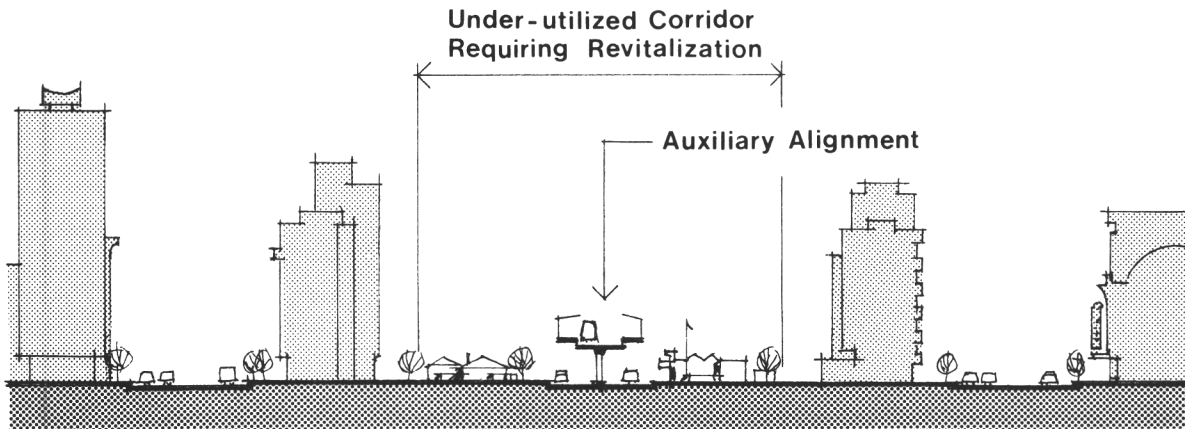 Under-utilized Corridor
Requiring Revitalization
Auxiliary Alignment